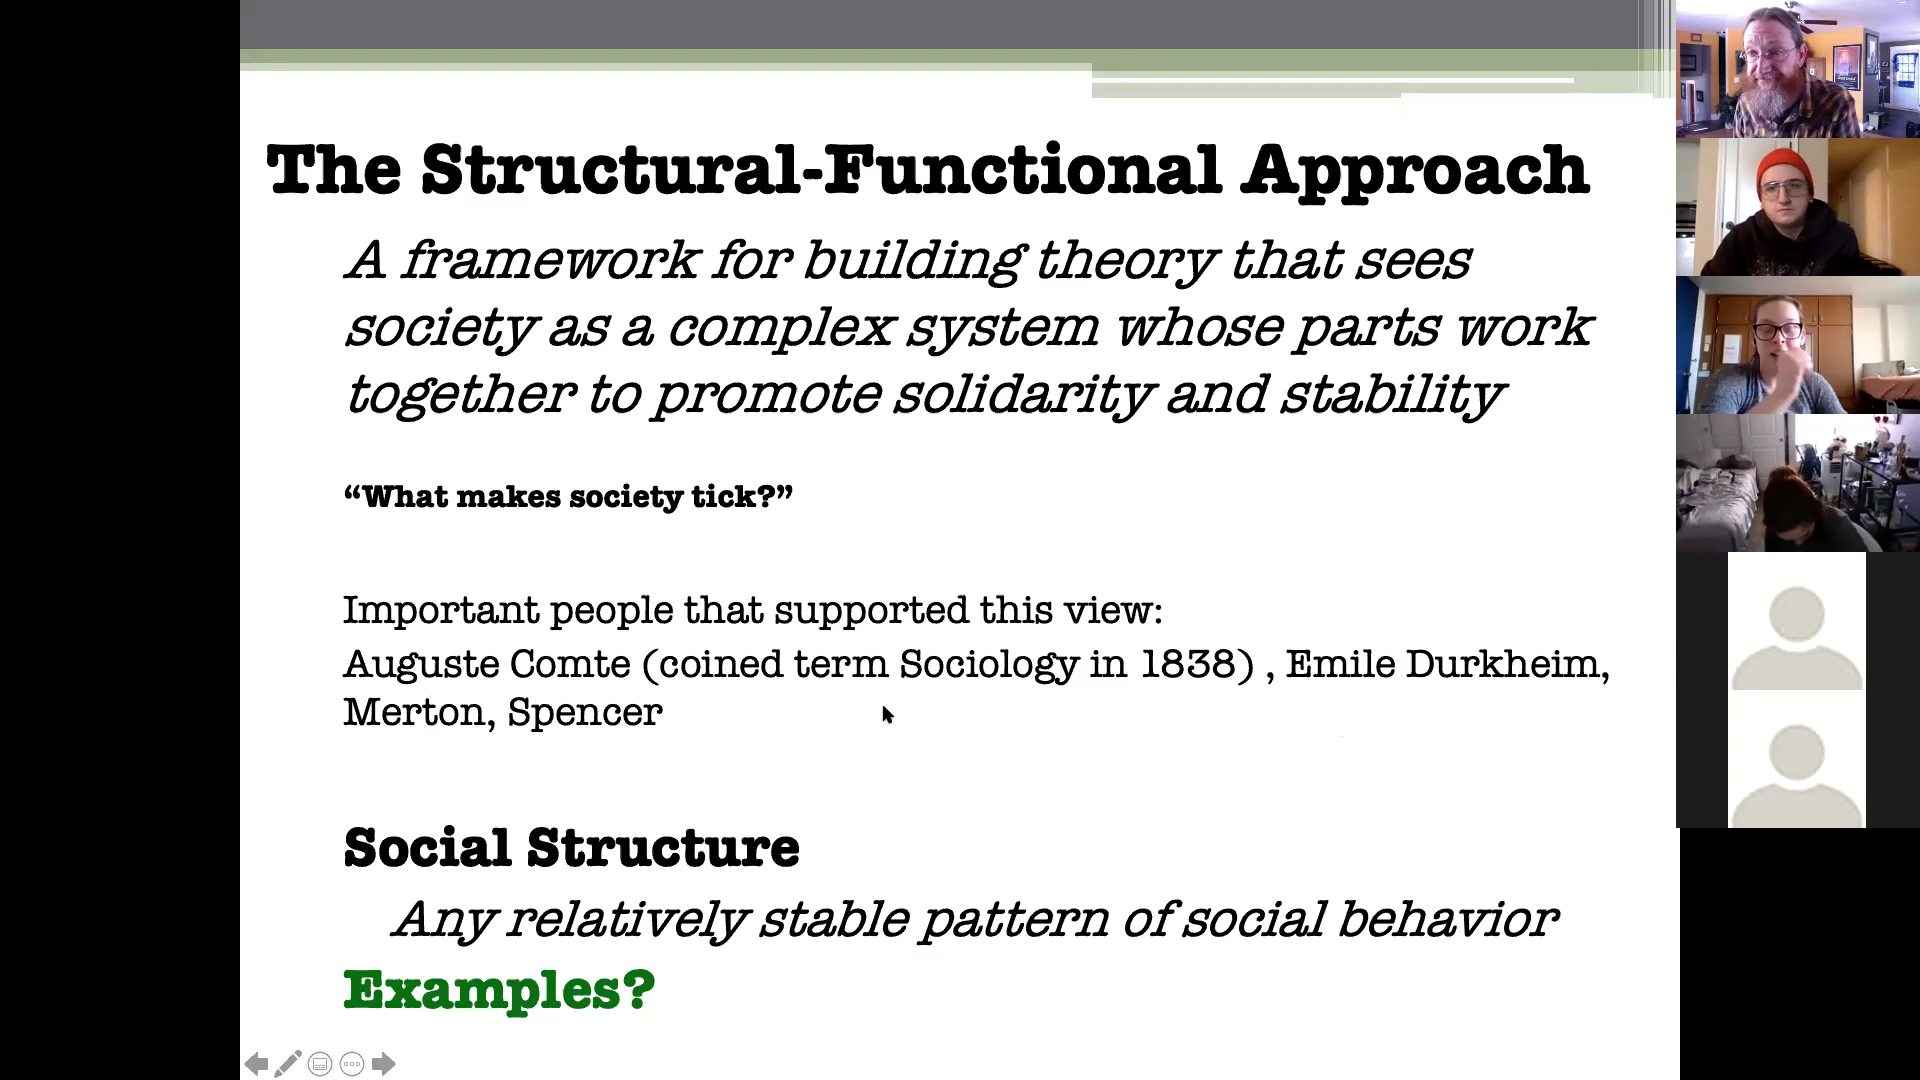 The Structural-Functional Approach
A framework for building theory that sees
society as a complex system whose parts work
together to promote solidarity and stability
“What makes society tick?”
Important people that supported this view:
Auguste Comte (coined term Sociology in 1838) , Emile Durkheim,
Merton, Spencer
Social Structure
Any relatively stable pattern of social behavior
Examples?